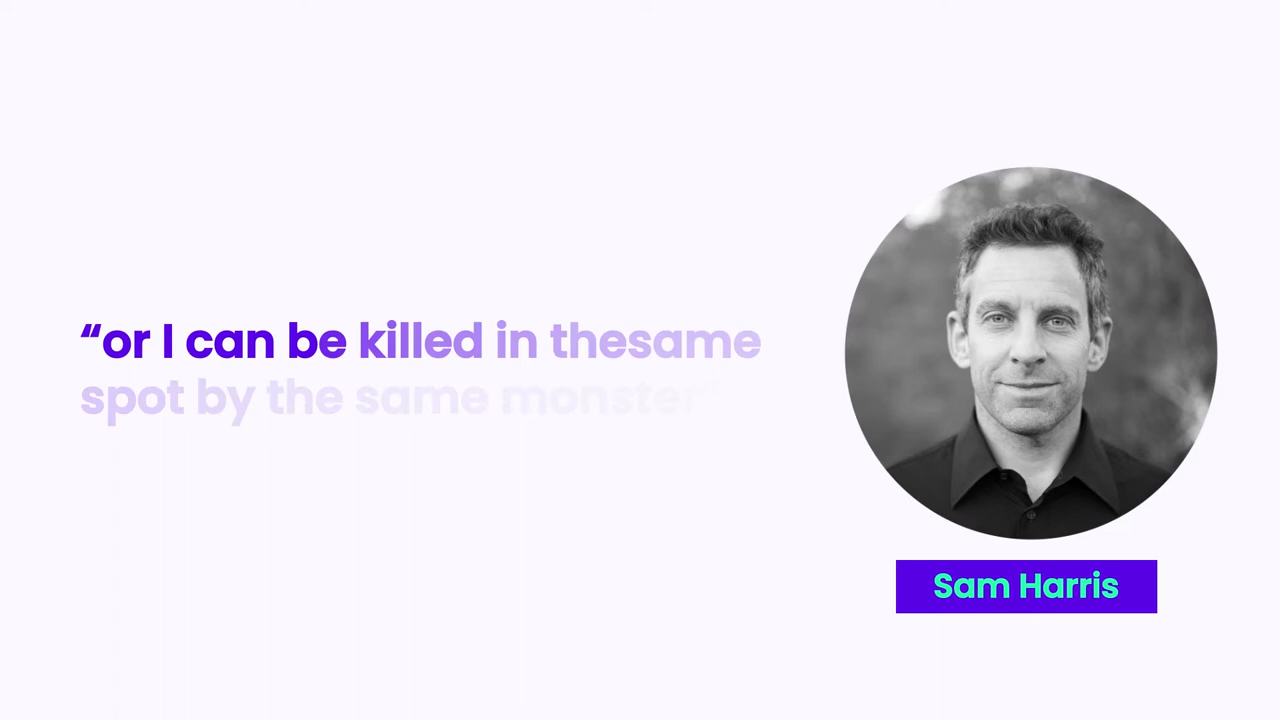 “or I can be killed in thesame
spot by the same monster”
Sam Harris